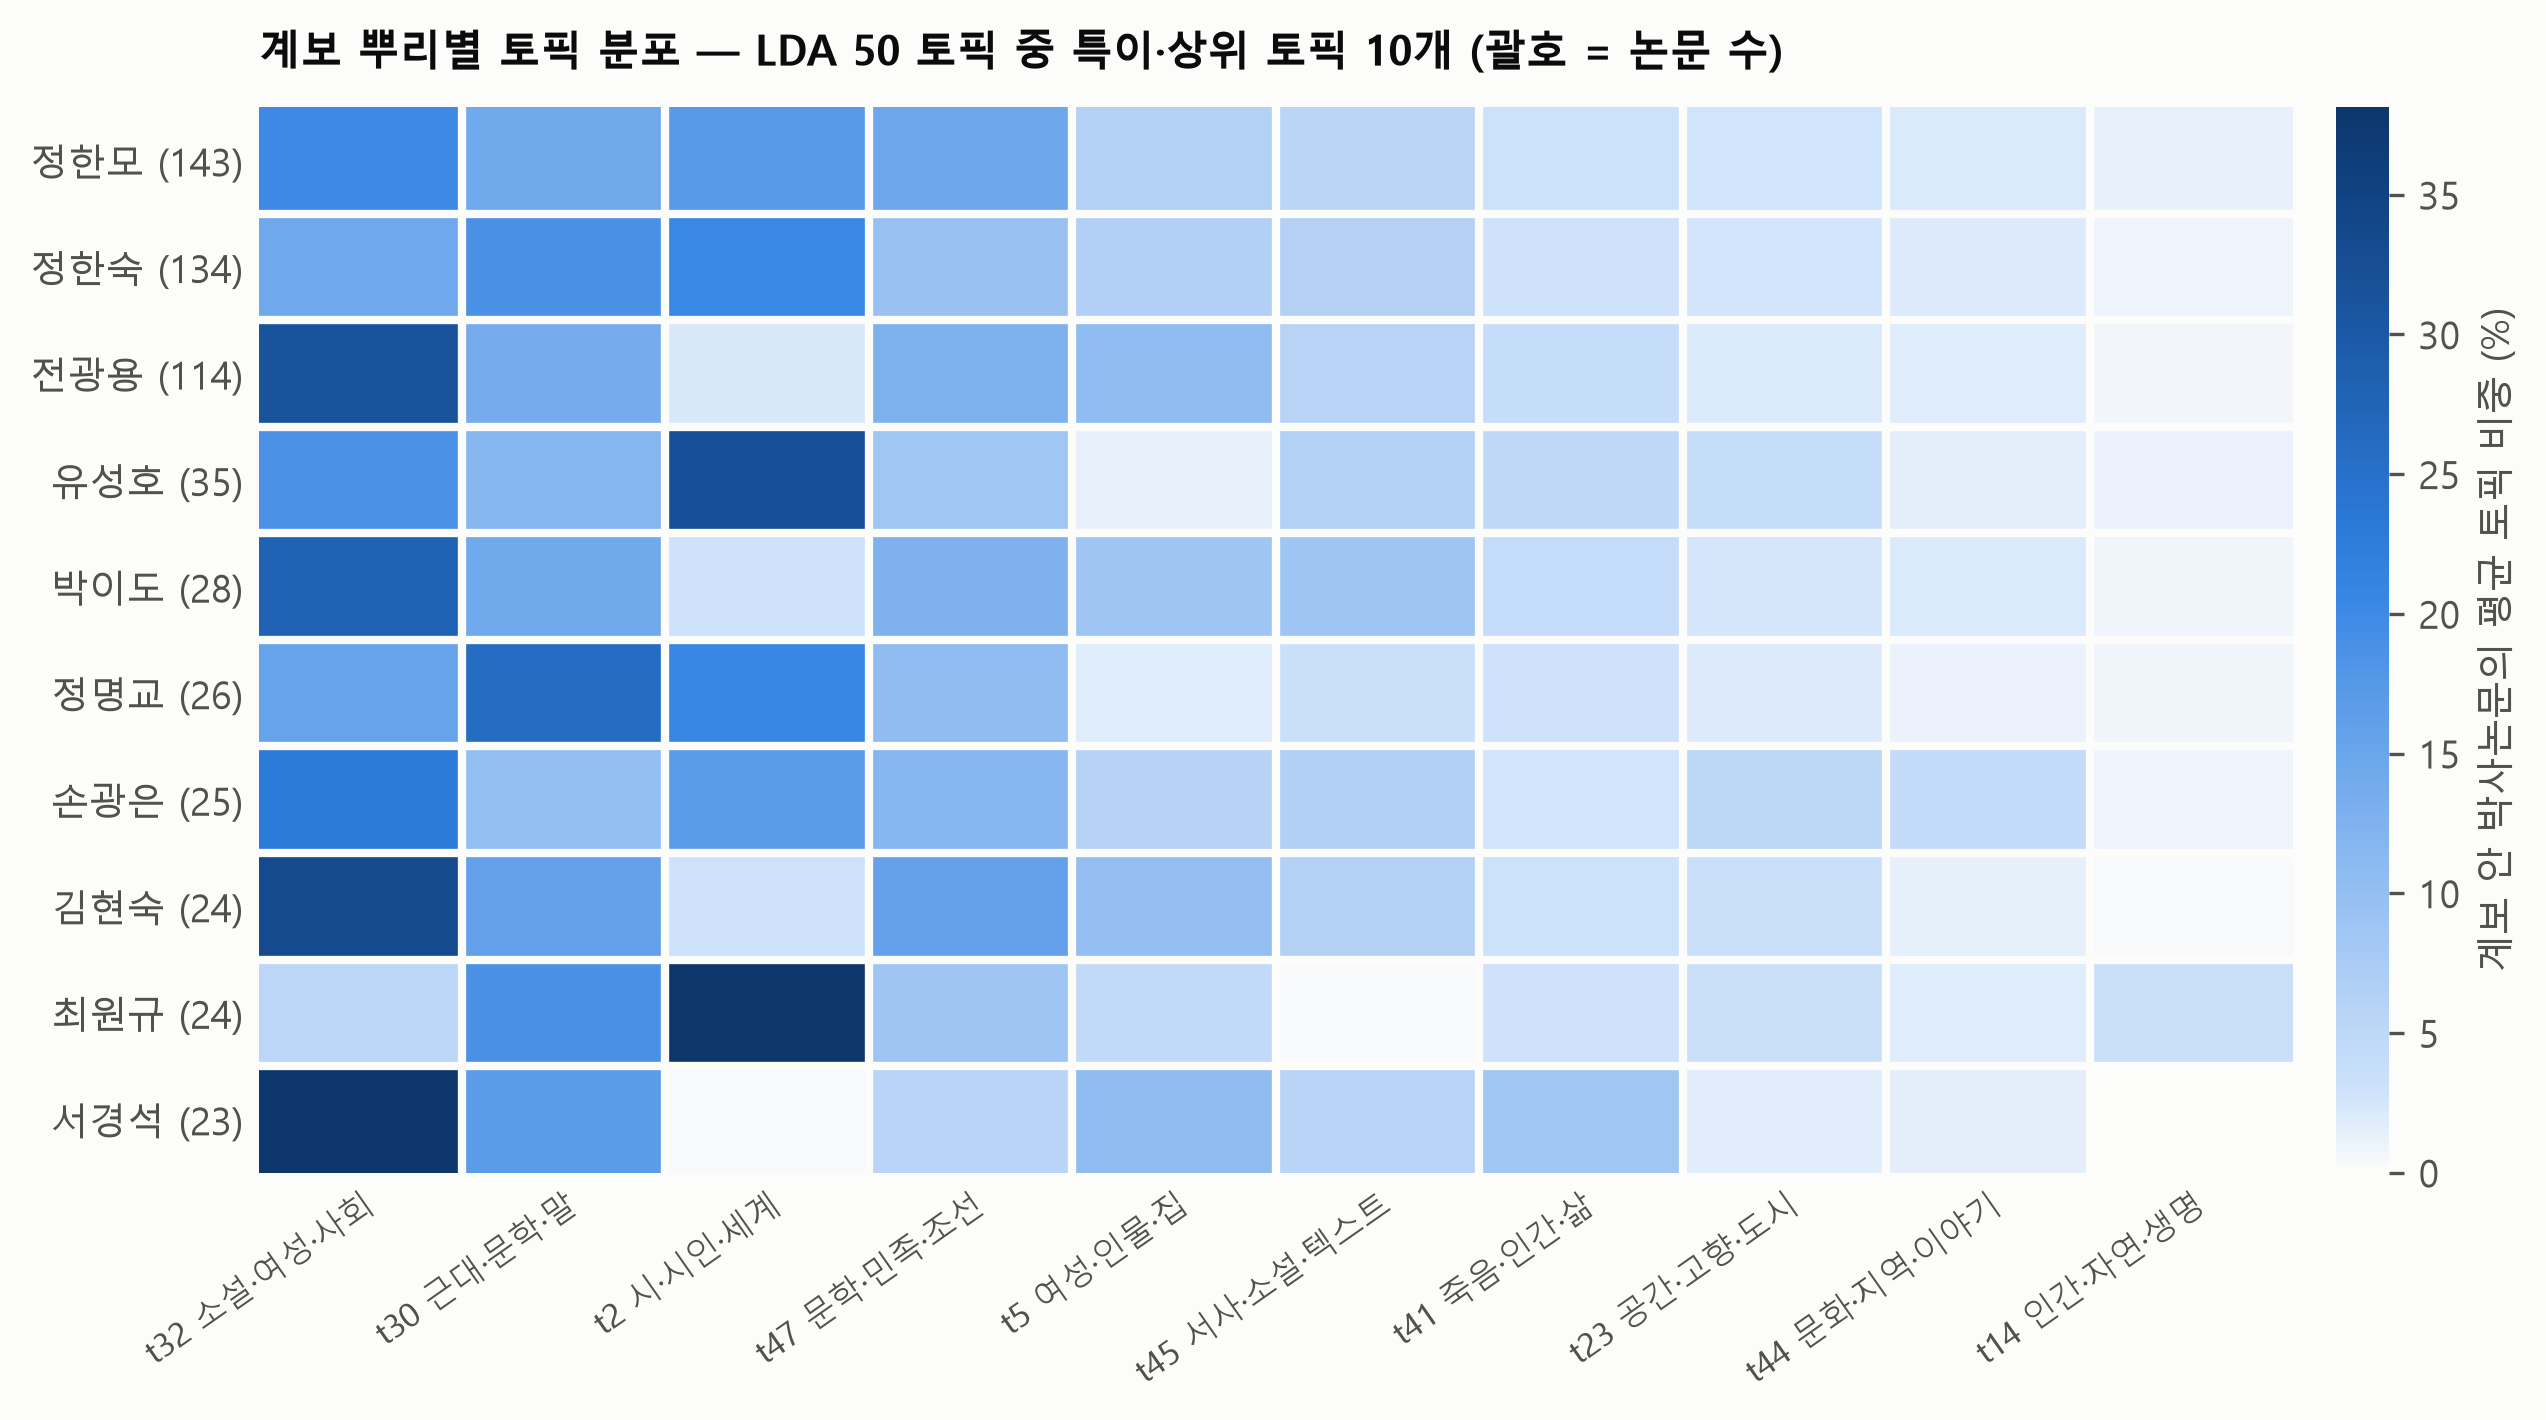 계보 뿌리별 토픽 분포 — LDA 50 토픽 중 특이·상위 토픽 10개 (괄호 = 논문 수)
정한모 (143)
정한숙 (134)
전광용 (114)
유성호 (35)
박이도 (28)
정명교 (26)
손광은 (25)
김현숙 (24)
최원규 (24)
서경석 (23)
t32 소설·여성·사회
t30 근대·문학·말
t2 시·시인·세계
t47 문학·민족·조선
t5 여성·인물·집
t45 서사·소설·텍스트
t41 죽음·인간·삶
t23 공간·고향·도시
t44 문화·지역·이야기
t14 인간·자연·생명
35
30
25
20
15
10
5
0
계보 안 박사논문의 평균 토픽 비중 (%)